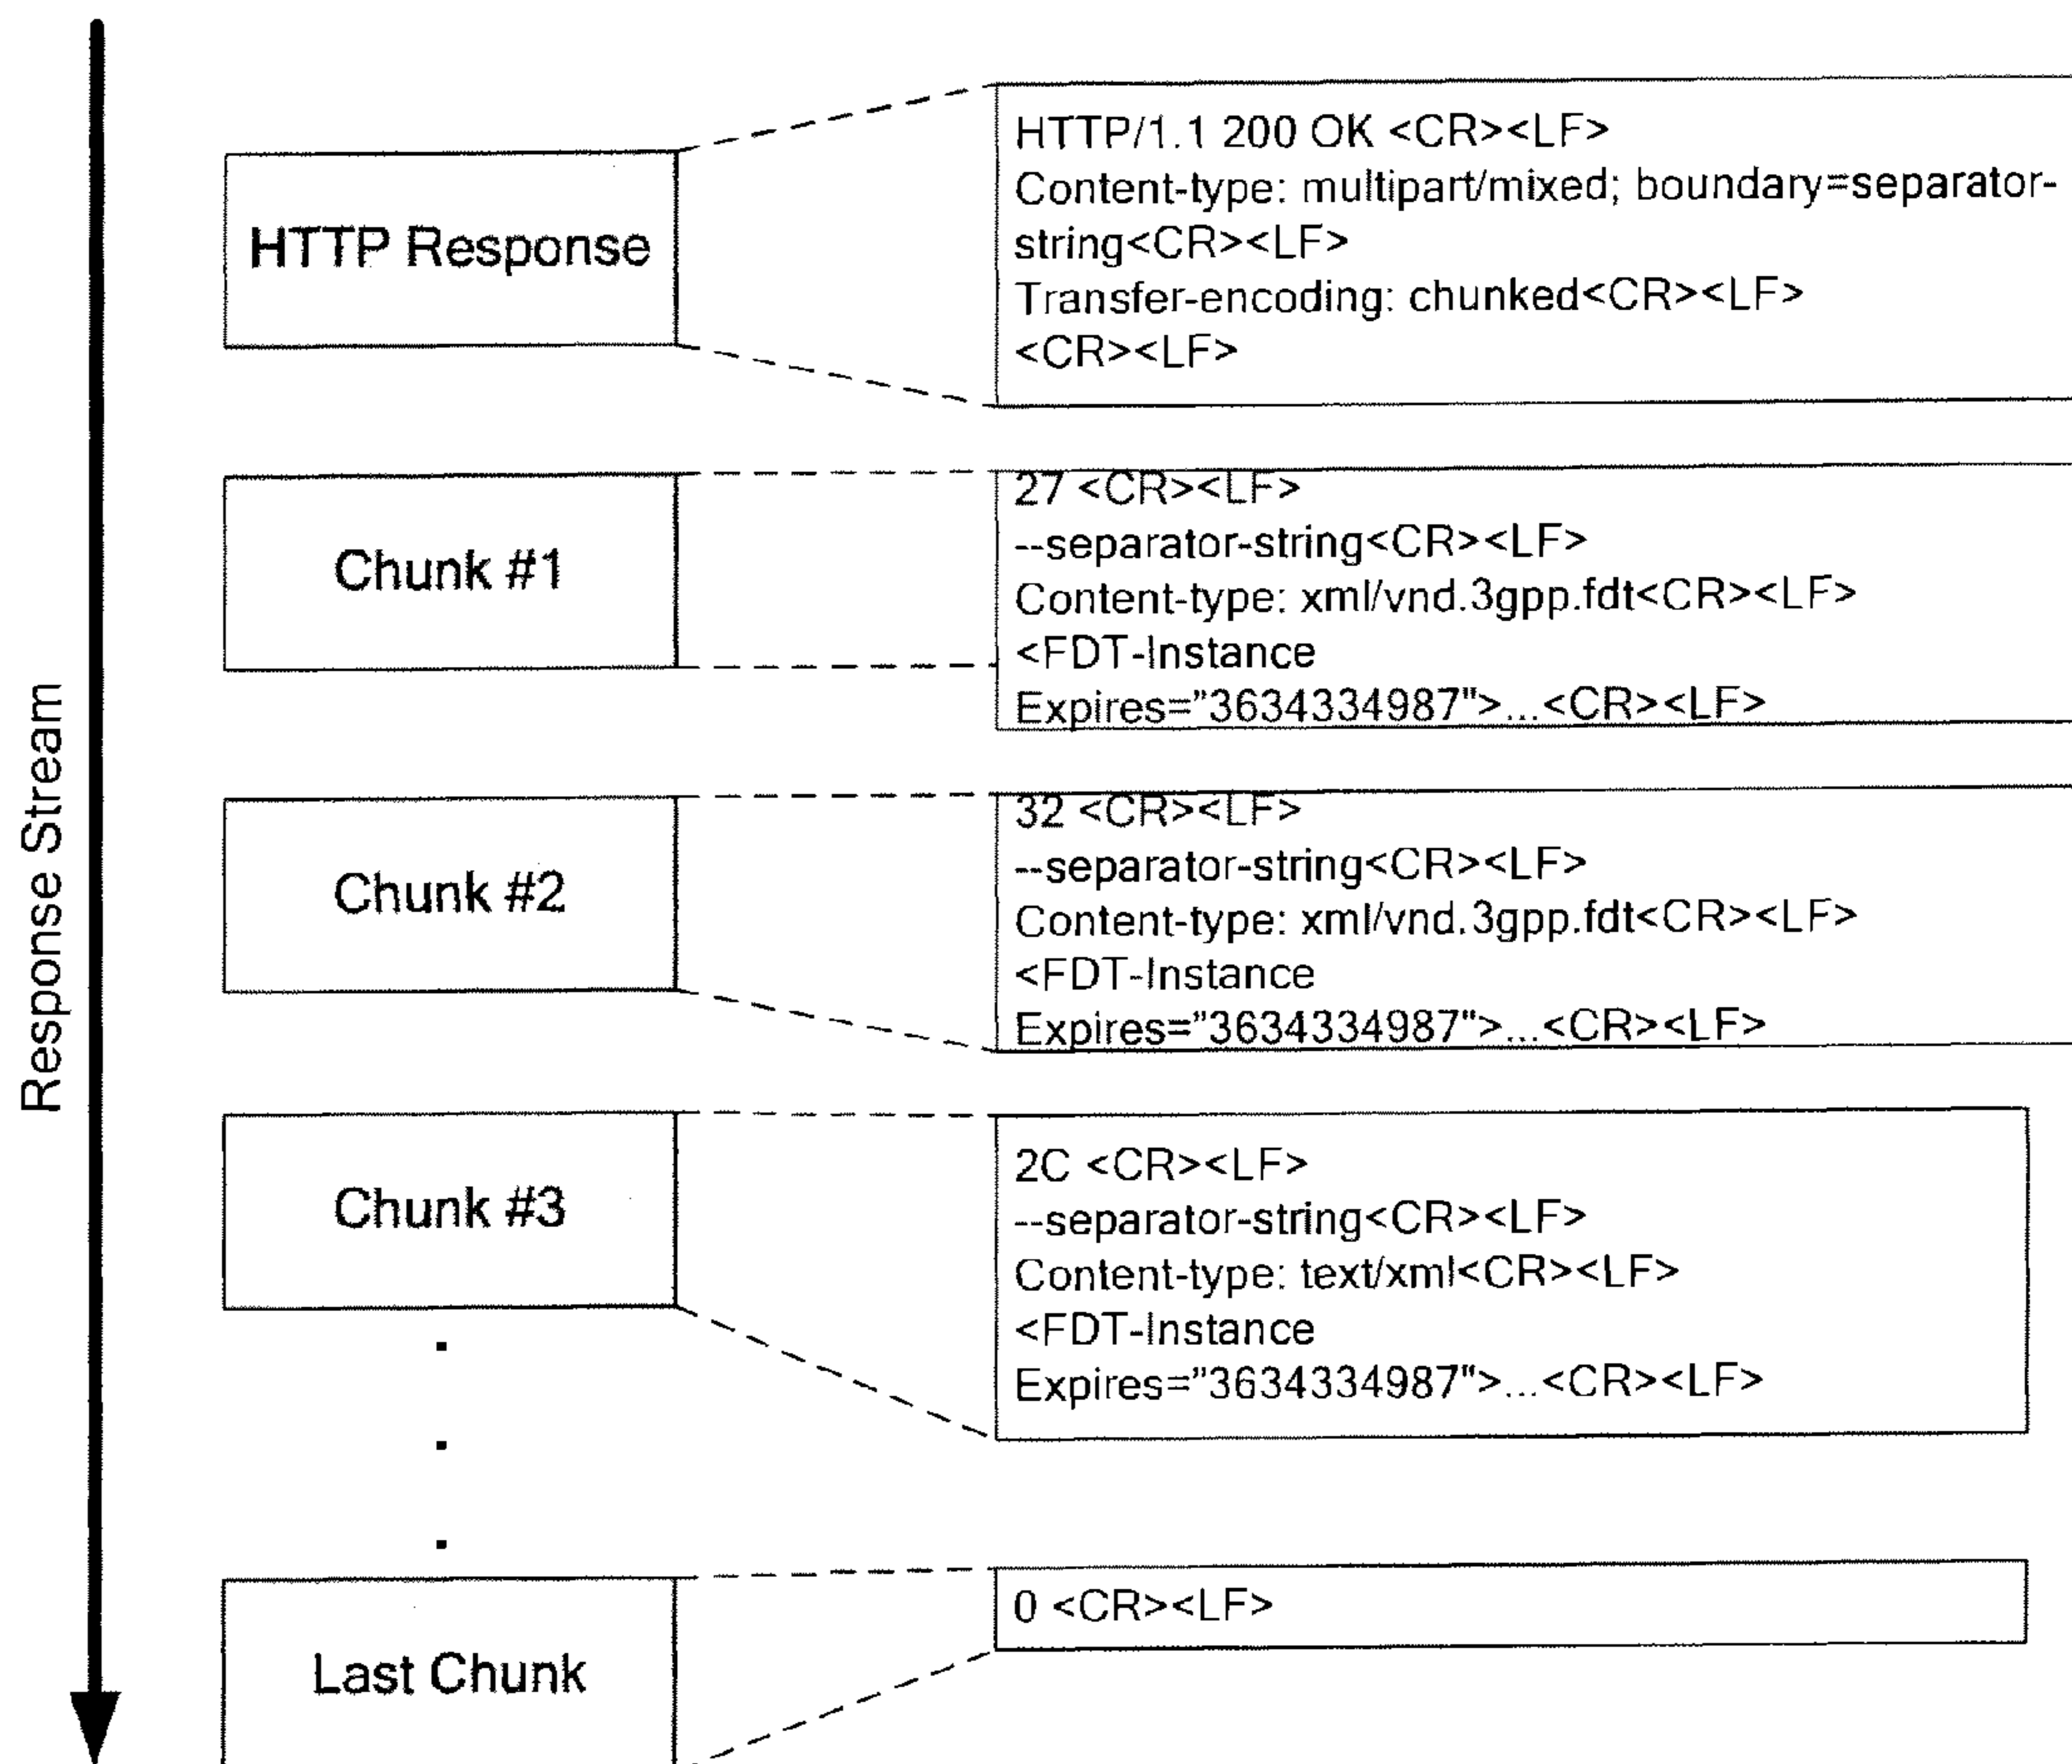 Response Stream
HTTP Response
HTTP/1.1 200 OK <CR><LF>
Content-type: multipart/mixed; boundary=separator-
string<CR><LF>
Transfer-encoding: chunked<CR><LF>
<CR><LF>
Chunk #1
27 <CR><LF>
--separator-string<CR><LF>
Content-type: xml/vnd.3gpp.fdt<CR><LF>
<FDT-Instance
Expires="3634334987">...<CR><LF>
Chunk #2
32 <CR><LF>
--separator-string<CR><LF>
Content-type: xml/vnd.3gpp.fdt<CR><LF>
<FDT-Instance
Expires="3634334987">...<CR><LF>
Chunk #3
2C <CR><LF>
--separator-string<CR><LF>
Content-type: text/xml<CR><LF>
<FDT-Instance
Expires="3634334987">...<CR><LF>
Last Chunk
0 <CR><LF>